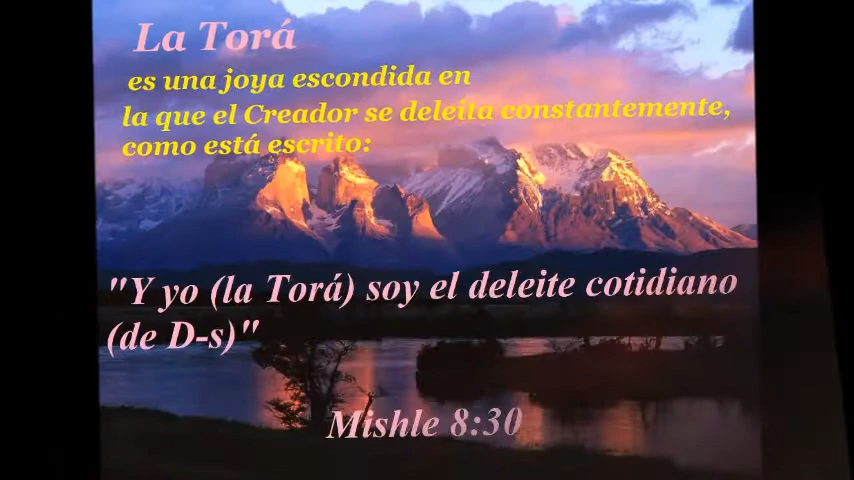 La Torá
es una joya escondida en
la que el Creador se deleita constantemente,
como está escrito:
"Y yo (la Torá) soy el deleite cotidiano
(de D-s)"
Mishle 8:30